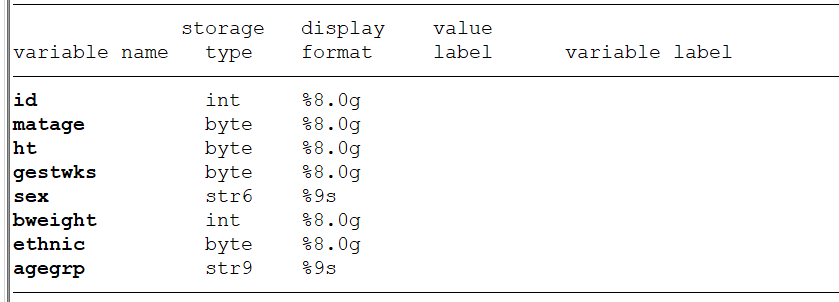 storage display value
variable name type format label variable label
id int %8.0g
matage byte %8.0g
ht byte %8.0g
gestwks byte %8.0g
sex str6 %9s
bweight int %8.0g
ethnic byte %8.0g
agegrp str9 %9s